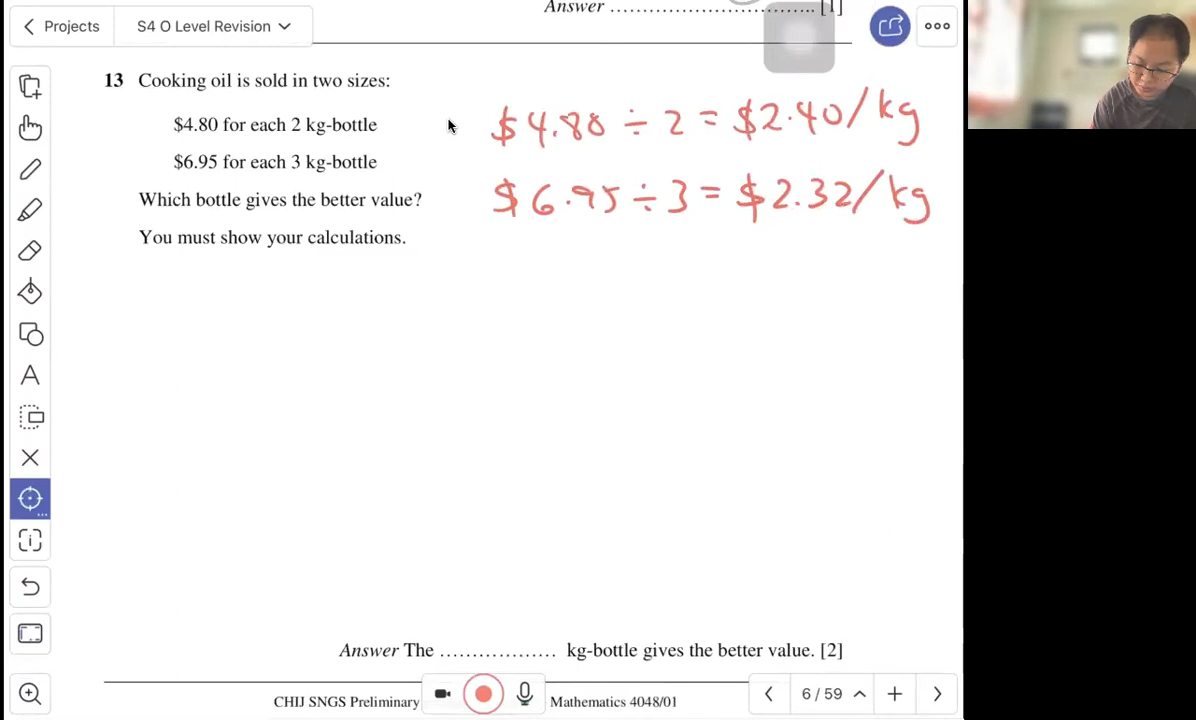 Answer .................................. [1]
Projects
S4 O Level Revision
13 Cooking oil is sold in two sizes:
$4.80 for each 2 kg-bottle
$6.95 for each 3 kg-bottle
Which bottle gives the better value?
You must show your calculations.
$4.80 ÷ 2 = $2.40/kg
$6.95 ÷ 3 = $2.32/kg
Answer The .................. kg-bottle gives the better value. [2]
CHIJ SNGS Preliminary
Mathematics 4048/01
6 / 59